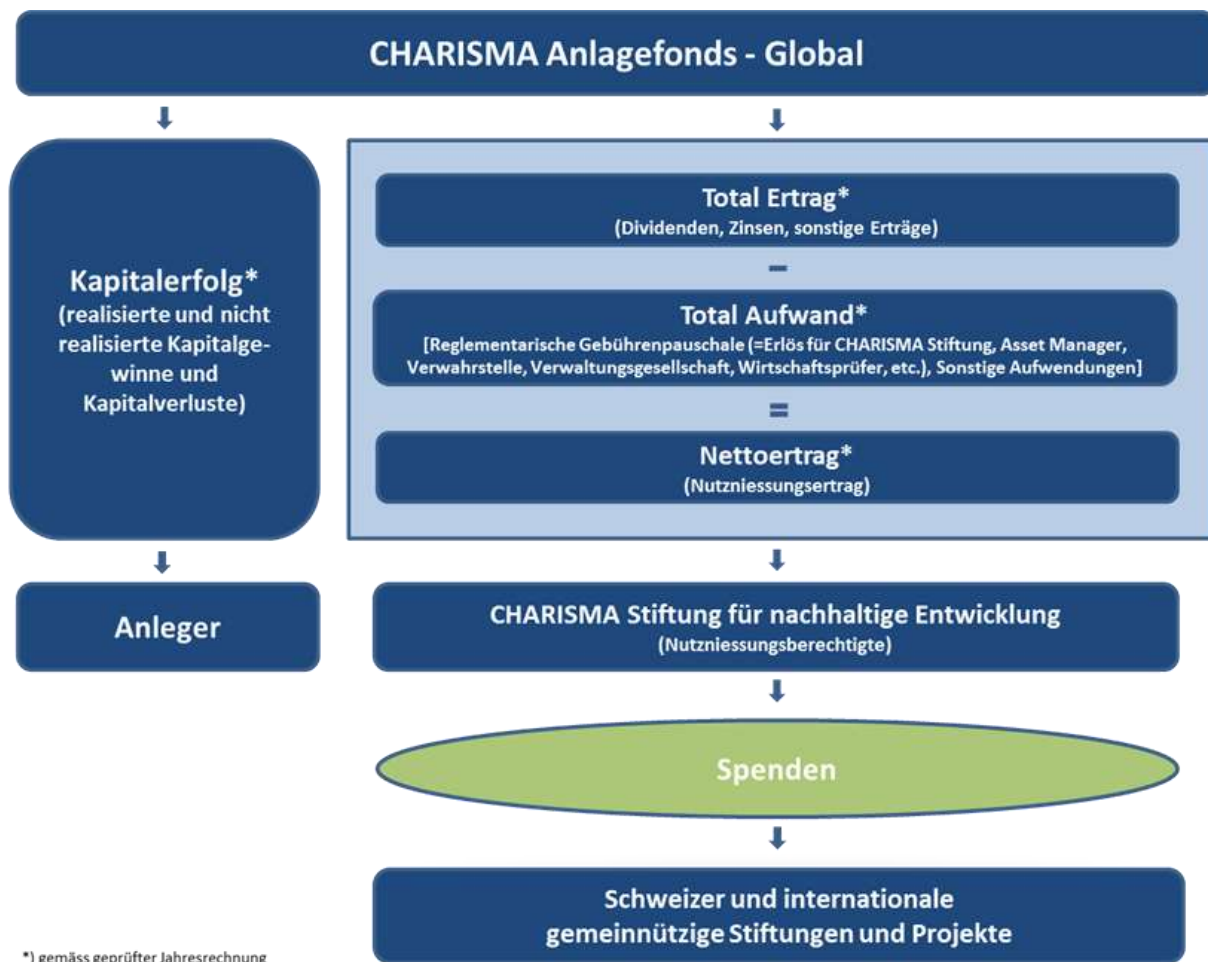 CHARISMA Anlagefonds - Global
Kapitalerfolg*
(realisierte und nicht
realisierte Kapitalge-
winne und
Kapitalverluste)
Anleger
Total Ertrag*
(Dividenden, Zinsen, sonstige Erträge)
–
Total Aufwand*
[Reglementarische Gebührenpauschale (=Erlös für CHARISMA Stiftung, Asset Manager,
Verwahrstelle, Verwaltungsgesellschaft, Wirtschaftsprüfer, etc.), Sonstige Aufwendungen]
=
Nettoertrag*
(Nutzniessungsertrag)
CHARISMA Stiftung für nachhaltige Entwicklung
(Nutzniessungsberechtigte)
Spenden
Schweizer und internationale
gemeinnützige Stiftungen und Projekte
*) gemäss geprüfter Jahresrechnung